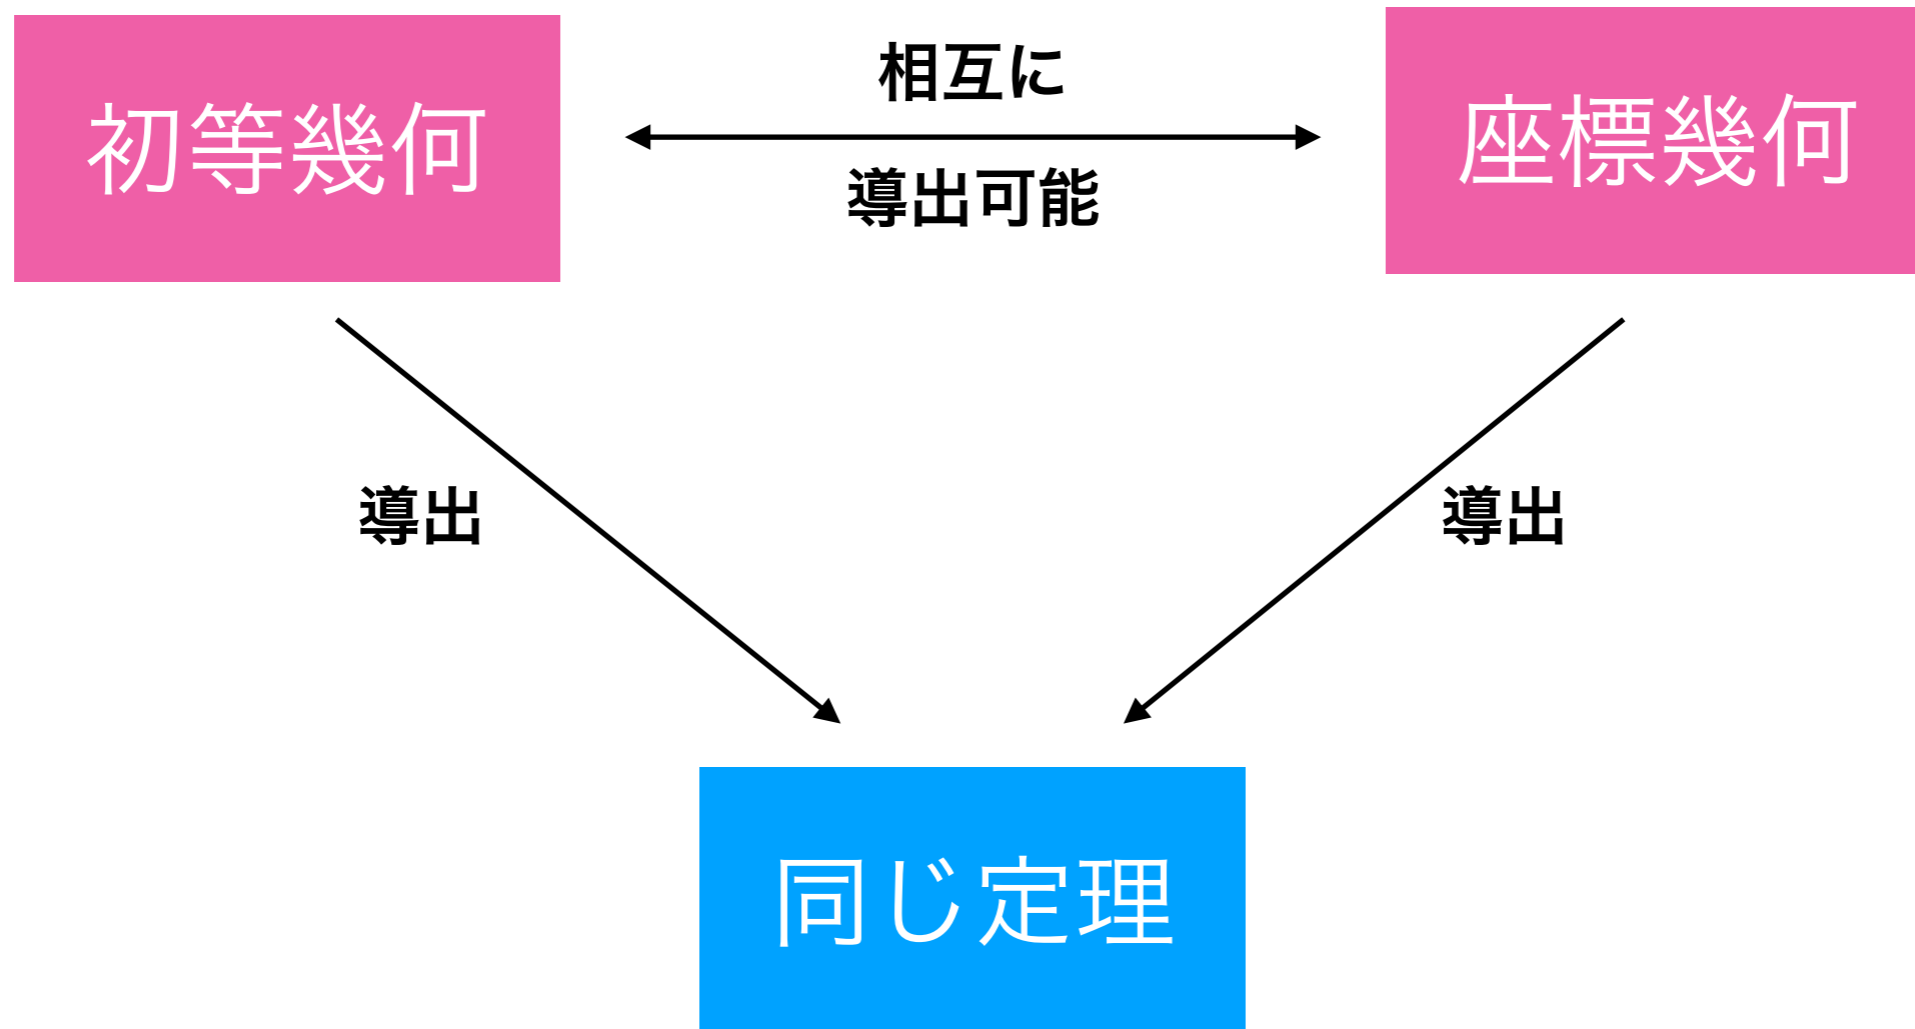 初等幾何
相互に
導出可能
座標幾何
導出
導出
同じ定理